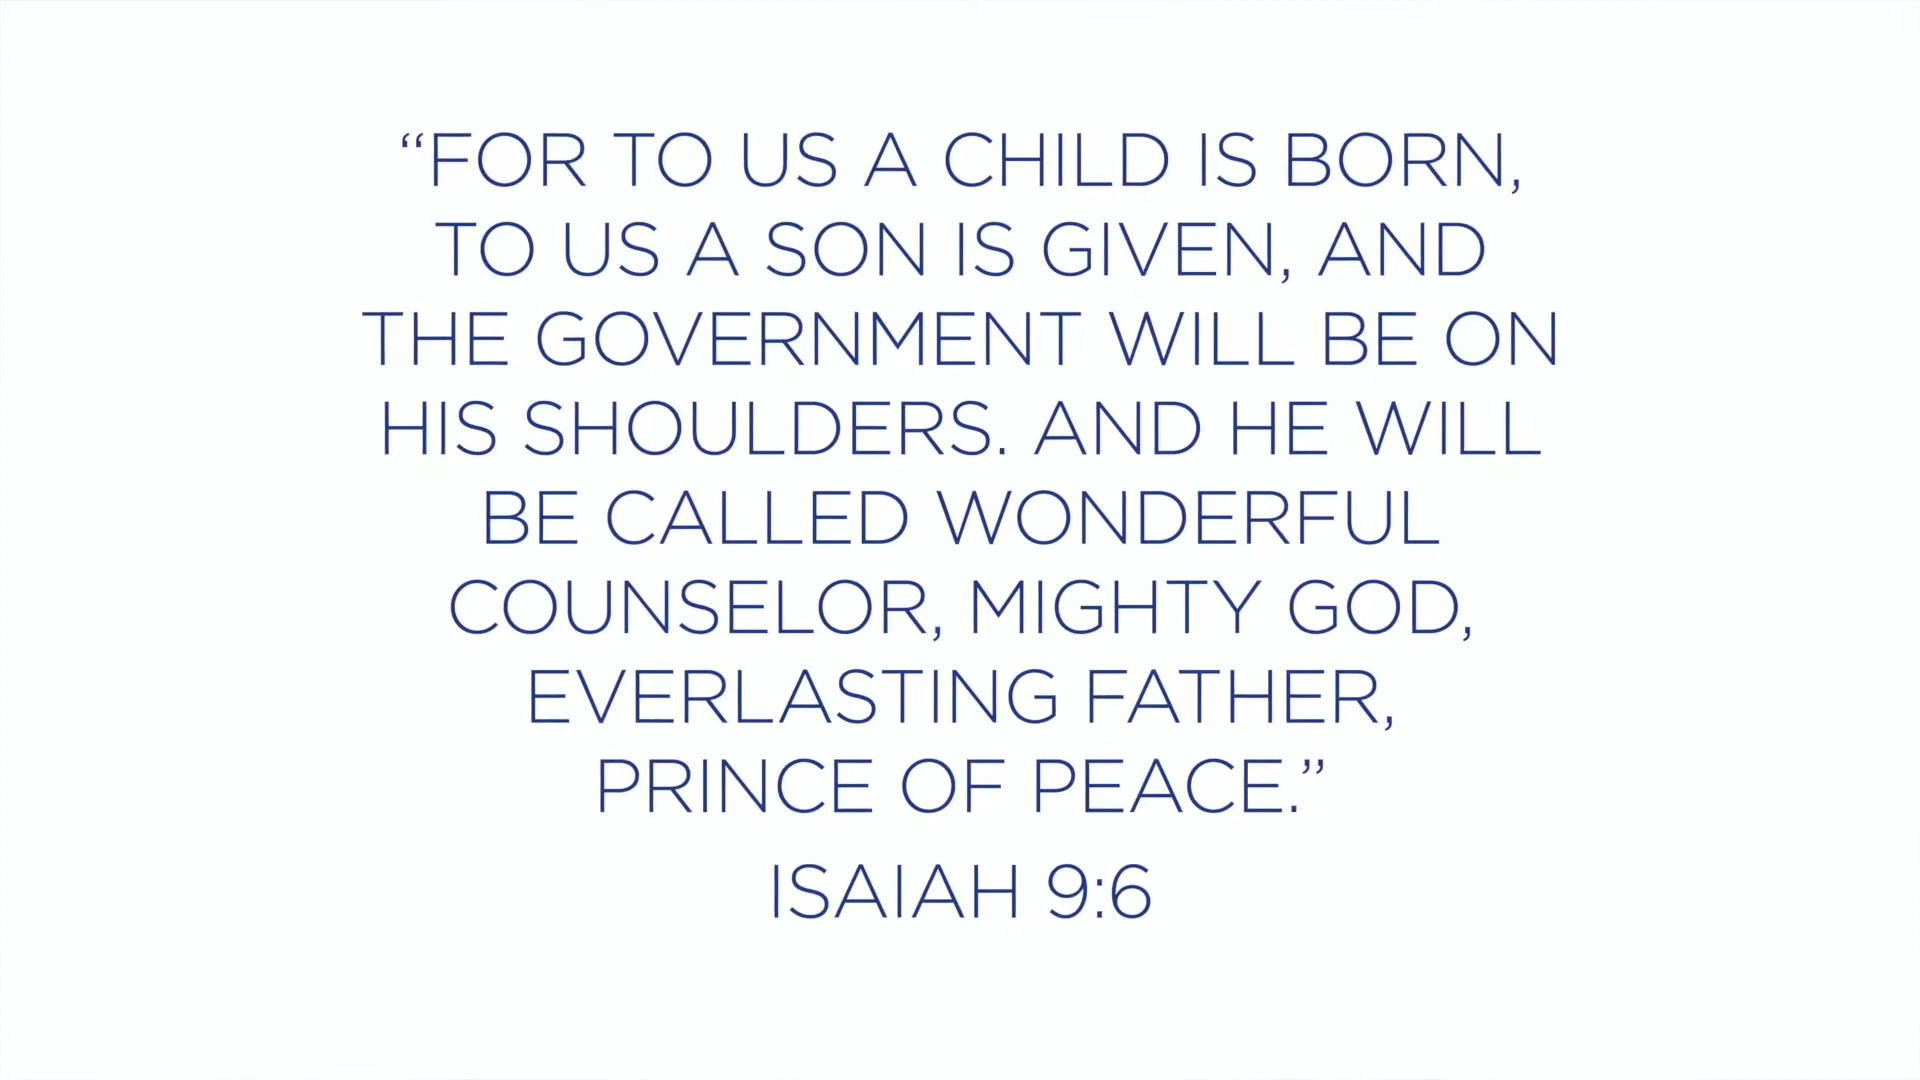 “FOR TO US A CHILD IS BORN,
TO US A SON IS GIVEN, AND
THE GOVERNMENT WILL BE ON
HIS SHOULDERS. AND HE WILL
BE CALLED WONDERFUL
COUNSELOR, MIGHTY GOD,
EVERLASTING FATHER,
PRINCE OF PEACE.”
ISAIAH 9:6